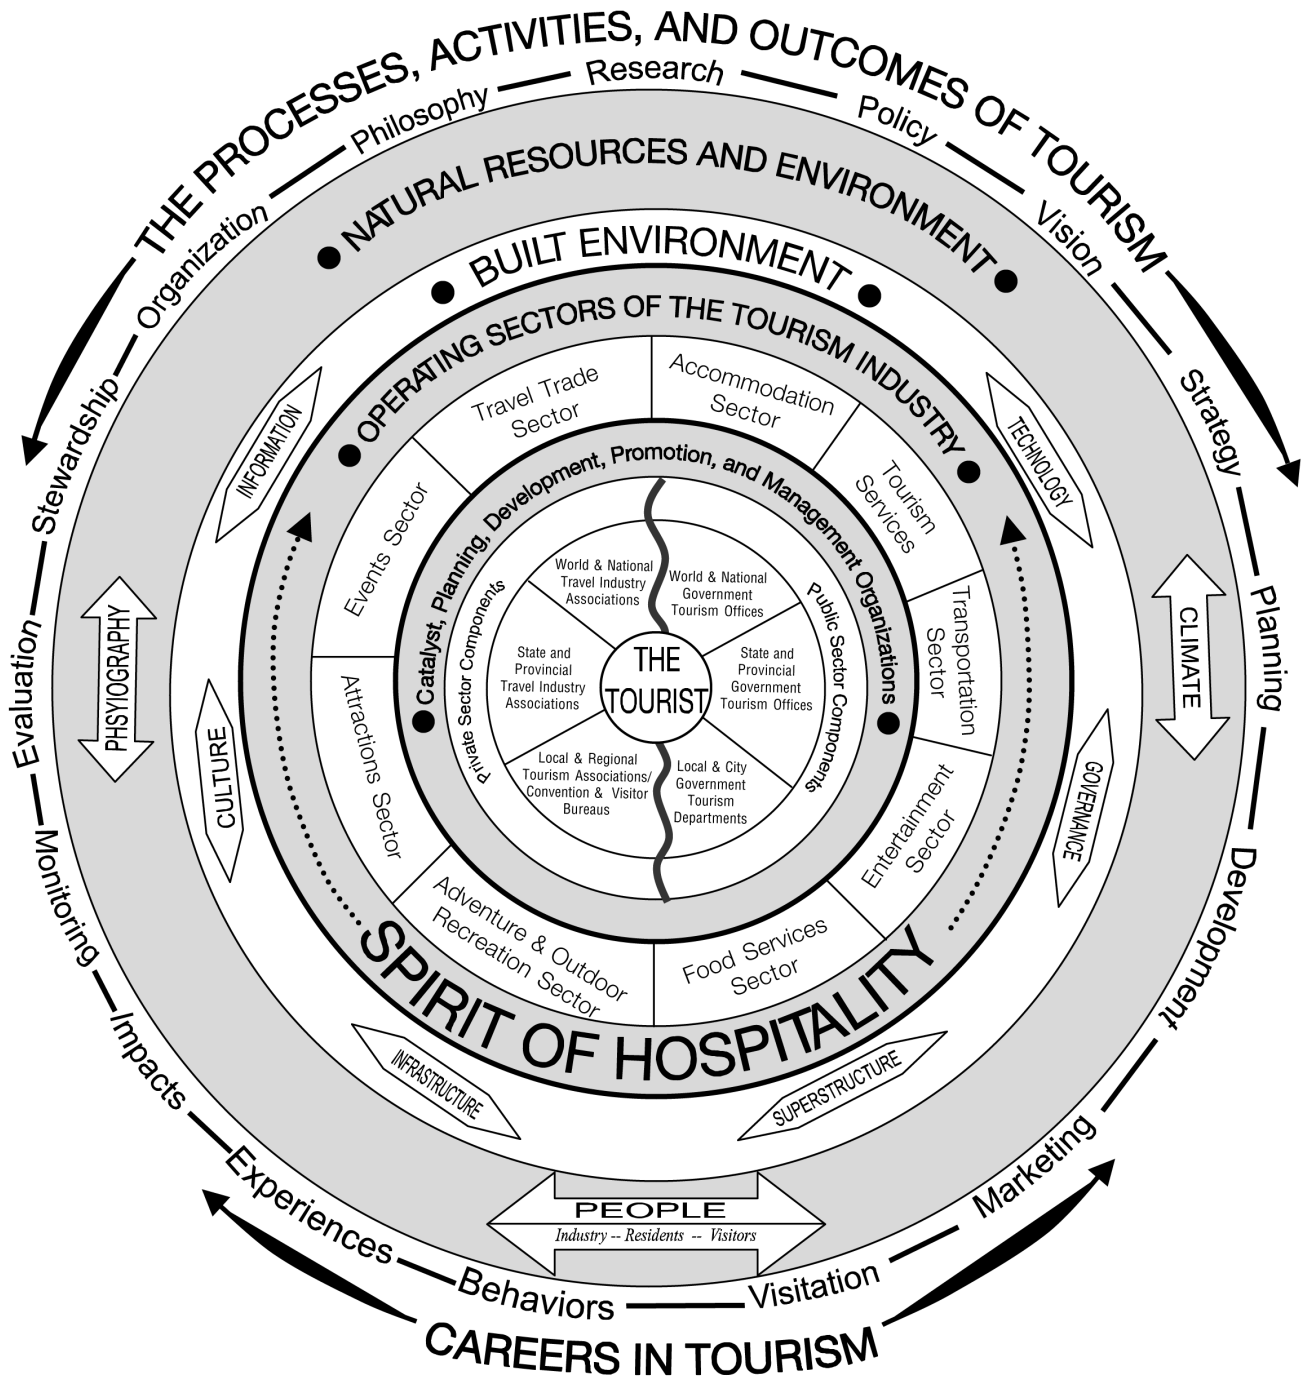 THE PROCESSES, ACTIVITIES, AND OUTCOMES OF TOURISM
Research
Policy
Vision
Strategy
Planning
Development
Marketing
Visitation
Behaviors
Experiences
Impacts
Monitoring
Evaluation
Stewardship
Organization
Philosophy
NATURAL RESOURCES AND ENVIRONMENT
CLIMATE
PEOPLE
Industry -- Residents -- Visitors
PHSYIOGRAPHY
BUILT ENVIRONMENT
TECHNOLOGY
GOVERNANCE
SUPERSTRUCTURE
INFRASTRUCTURE
CULTURE
INFORMATION
OPERATING SECTORS OF THE TOURISM INDUSTRY
Accommodation
Sector
Tourism
Services
Transportation
Sector
Entertainment
Sector
Food Services
Sector
Adventure & Outdoor
Recreation Sector
Attractions Sector
Events Sector
Travel Trade
Sector
SPIRIT OF HOSPITALITY
Catalyst, Planning, Development, Promotion, and Management Organizations
Private Sector Components
Public Sector Components
World & National
Travel Industry
Associations
World & National
Government
Tourism Offices
State and
Provincial
Travel Industry
Associations
State and
Provincial
Government
Tourism Offices
Local & Regional
Tourism Associations/
Convention & Visitor
Bureaus
Local & City
Government
Tourism
Departments
THE
TOURIST
CAREERS IN TOURISM